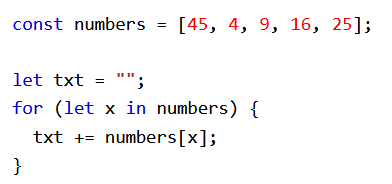 const numbers = [45, 4, 9, 16, 25];
let txt = "";
for (let x in numbers) {
  txt += numbers[x];
}